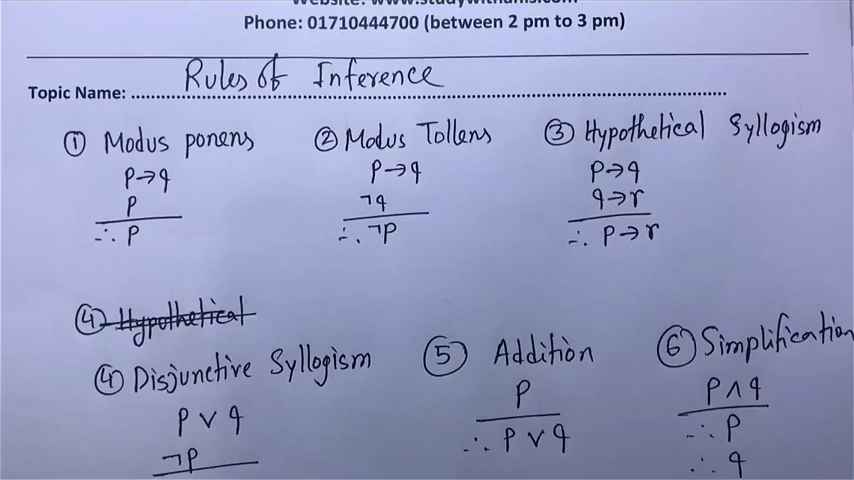 Phone: 01710444700 (between 2 pm to 3 pm)
Topic Name: Rules of Inference
① Modus ponens
P→q
P
∴ P
② Modus Tollens
P→q
¬q
∴ ¬P
③ Hypothetical Syllogism
P→q
q→r
∴ P→r
④ Hypothetical
④ Disjunctive Syllogism
P ∨ q
¬P
⑤ Addition
P
∴ P ∨ q
⑥ Simplification
P ∧ q
∴ P
∴ q